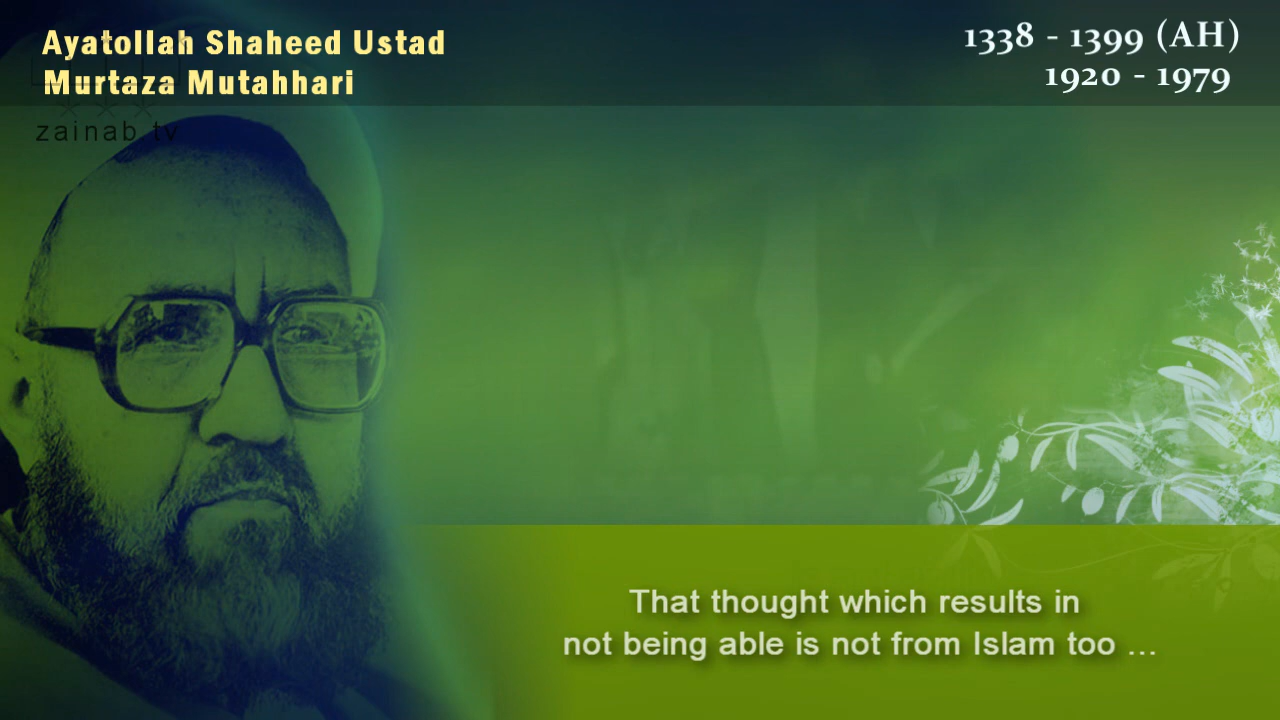 Ayatollah Shaheed Ustad
Murtaza Mutahhari
1338 - 1399 (AH)
1920 - 1979
zainab tv
That thought which results in
not being able is not from Islam too ...